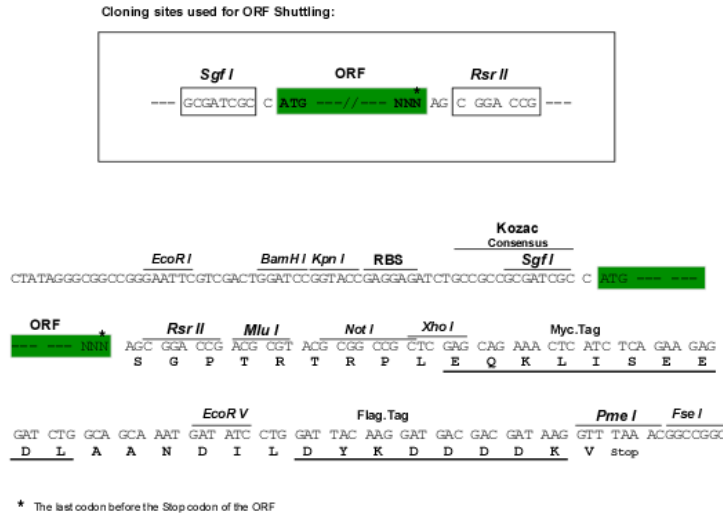 Cloning sites used for ORF Shuttling:
Sgf I ORF Rsr II
*
--- GCGATCGC C ATG ---//--- NNN AG C GGA CCG ---
Kozac
Consensus
EcoR I BamH I Kpn I RBS Sgf I
CTATAGGGCGGCCGGGAATTCGTCGACTGGATCCGGTACCGAGGAGATCTGCCGCCGCGATCGC C ATG --- ---
ORF * Rsr II Mlu I Not I Xho I Myc.Tag
--- --- NNN AGC GGA CCG ACG CGT ACG CGG CCG CTC GAG CAG AAA CTC ATC TCA GAA GAG
S G P T R T R P L E Q K L I S E E
EcoR V Flag.Tag Pme I Fse I
GAT CTG GCA GCA AAT GAT ATC CTG GAT TAC AAG GAT GAC GAC GAT AAG GTT TAA ACGGCCGGC
D L A A N D I L D Y K D D D D K V Stop
* The last codon before the Stop codon of the ORF